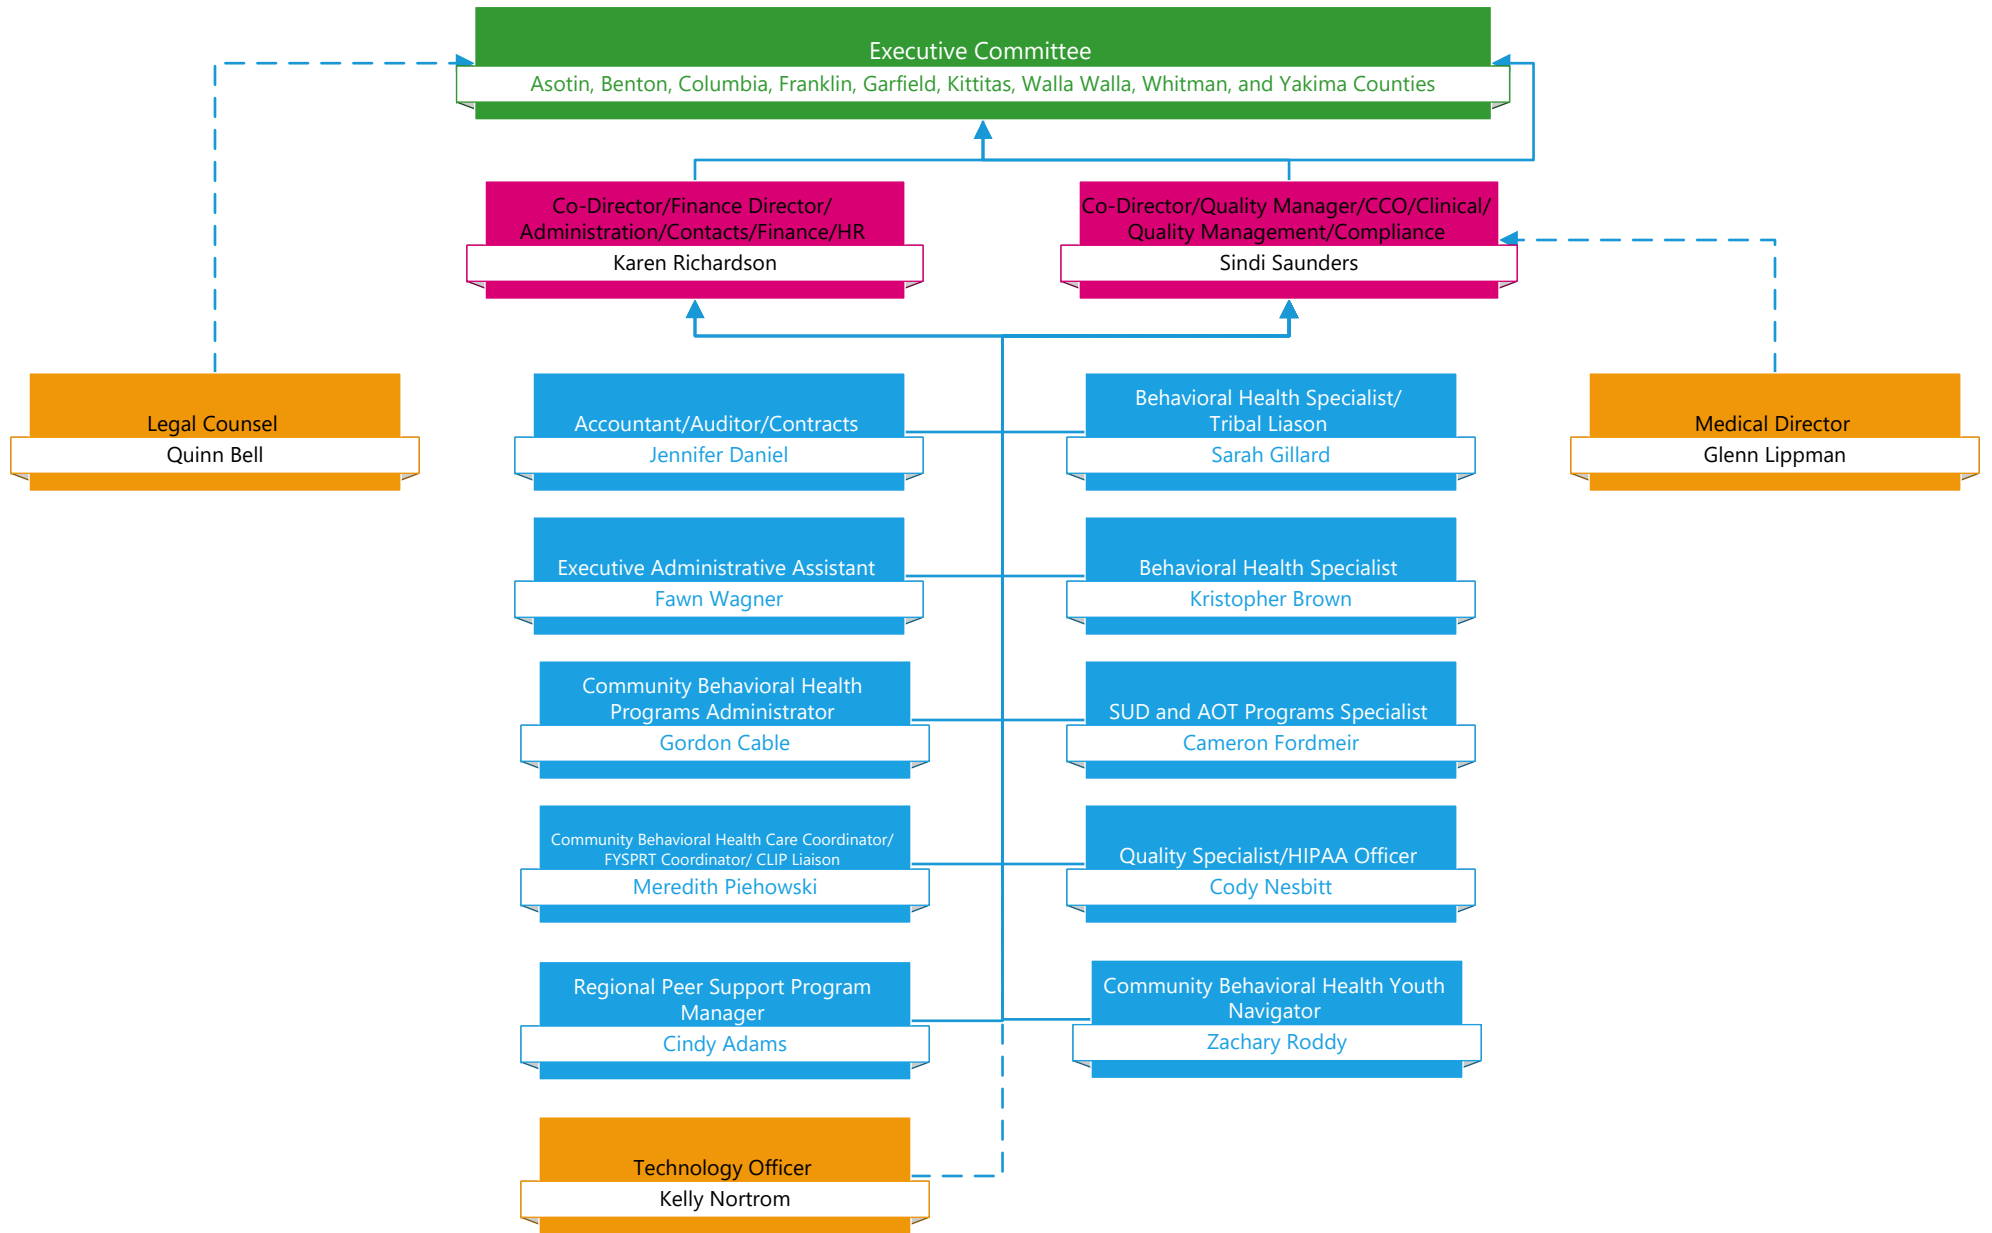 Executive Committee
Asotin, Benton, Columbia, Franklin, Garfield, Kittitas, Walla Walla, Whitman, and Yakima Counties
Co-Director/Finance Director/
Administration/Contacts/Finance/HR
Karen Richardson
Co-Director/Quality Manager/CCO/Clinical/
Quality Management/Compliance
Sindi Saunders
Legal Counsel
Quinn Bell
Accountant/Auditor/Contracts
Jennifer Daniel
Behavioral Health Specialist/
Tribal Liason
Sarah Gillard
Medical Director
Glenn Lippman
Executive Administrative Assistant
Fawn Wagner
Behavioral Health Specialist
Kristopher Brown
Community Behavioral Health
Programs Administrator
Gordon Cable
SUD and AOT Programs Specialist
Cameron Fordmeir
Community Behavioral Health Care Coordinator/
FYSPRT Coordinator/ CLIP Liaison
Meredith Piehowski
Quality Specialist/HIPAA Officer
Cody Nesbitt
Regional Peer Support Program
Manager
Cindy Adams
Community Behavioral Health Youth
Navigator
Zachary Roddy
Technology Officer
Kelly Nortrom